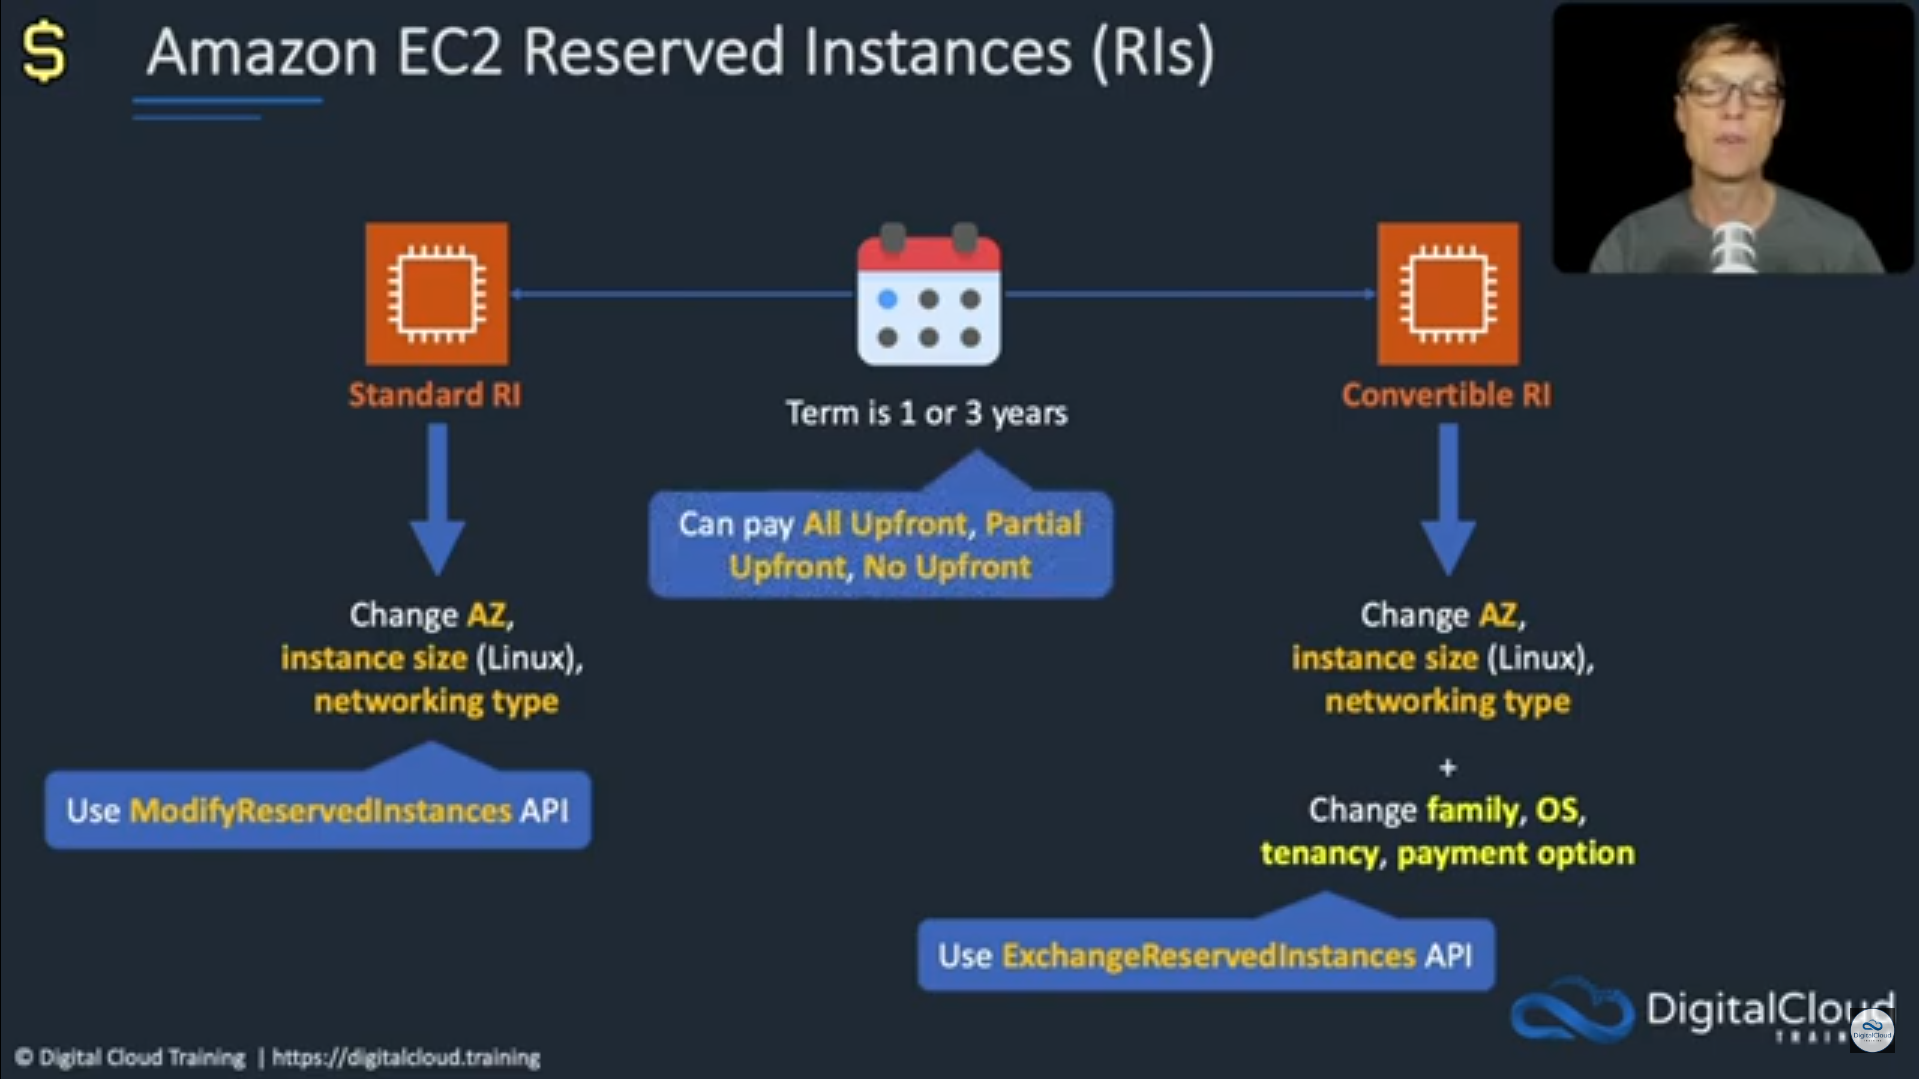 Amazon EC2 Reserved Instances (RIs)
Standard RI
Term is 1 or 3 years
Convertible RI
Can pay All Upfront, Partial
Upfront, No Upfront
Change AZ,
instance size (Linux),
networking type
Use ModifyReservedInstances API
Change AZ,
instance size (Linux),
networking type
+
Change family, OS,
tenancy, payment option
Use ExchangeReservedInstances API
DigitalCloud
© Digital Cloud Training | https://digitalcloud.training